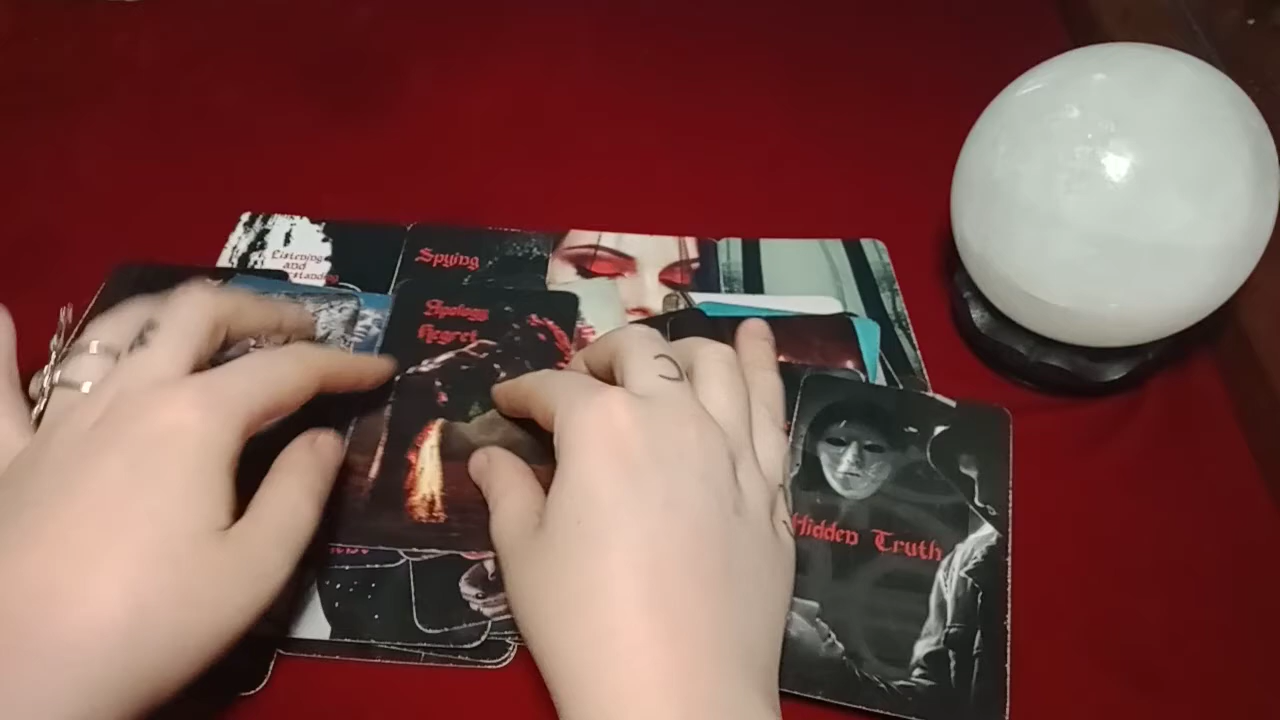 Listening
and
Spying
Apology
Regret
Hidden Truth